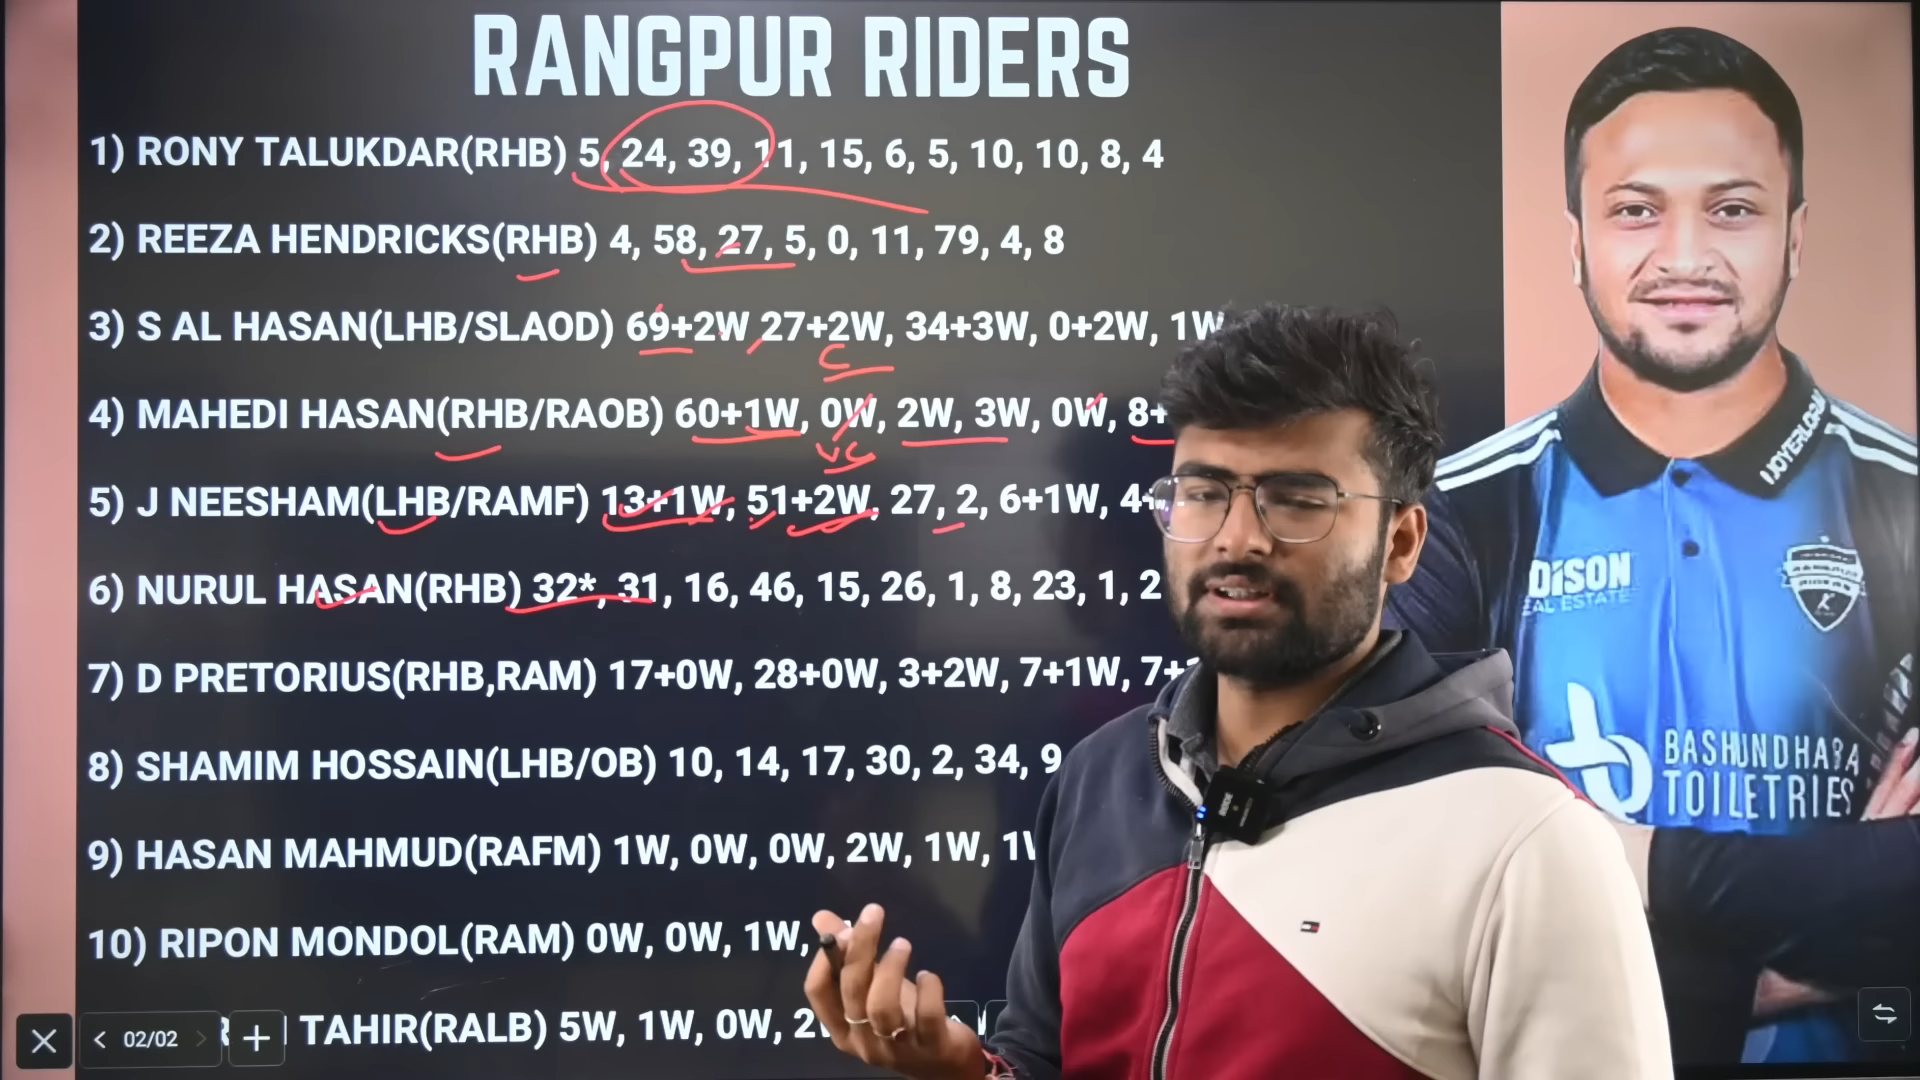 RANGPUR RIDERS
1) RONY TALUKDAR(RHB) 5, 24, 39, 11, 15, 6, 5, 10, 10, 8, 4
2) REEZA HENDRICKS(RHB) 4, 58, 27, 5, 0, 11, 79, 4, 8
3) S AL HASAN(LHB/SLAOD) 69+2W 27+2W, 34+3W, 0+2W, 1W
C
4) MAHEDI HASAN(RHB/RAOB) 60+1W, 0W, 2W, 3W, 0W, 8+
VC
5) J NEESHAM(LHB/RAMF) 13+1W, 51+2W, 27, 2, 6+1W, 4+
6) NURUL HASAN(RHB) 32*, 31, 16, 46, 15, 26, 1, 8, 23, 1, 2
7) D PRETORIUS(RHB,RAM) 17+0W, 28+0W, 3+2W, 7+1W, 7+
8) SHAMIM HOSSAIN(LHB/OB) 10, 14, 17, 30, 2, 34, 9
9) HASAN MAHMUD(RAFM) 1W, 0W, 0W, 2W, 1W,
10) RIPON MONDOL(RAM) 0W, 0W, 1W,
TAHIR(RALB) 5W, 1W, 0W,
02/02
BASHUNDHARA
TOILETRIES